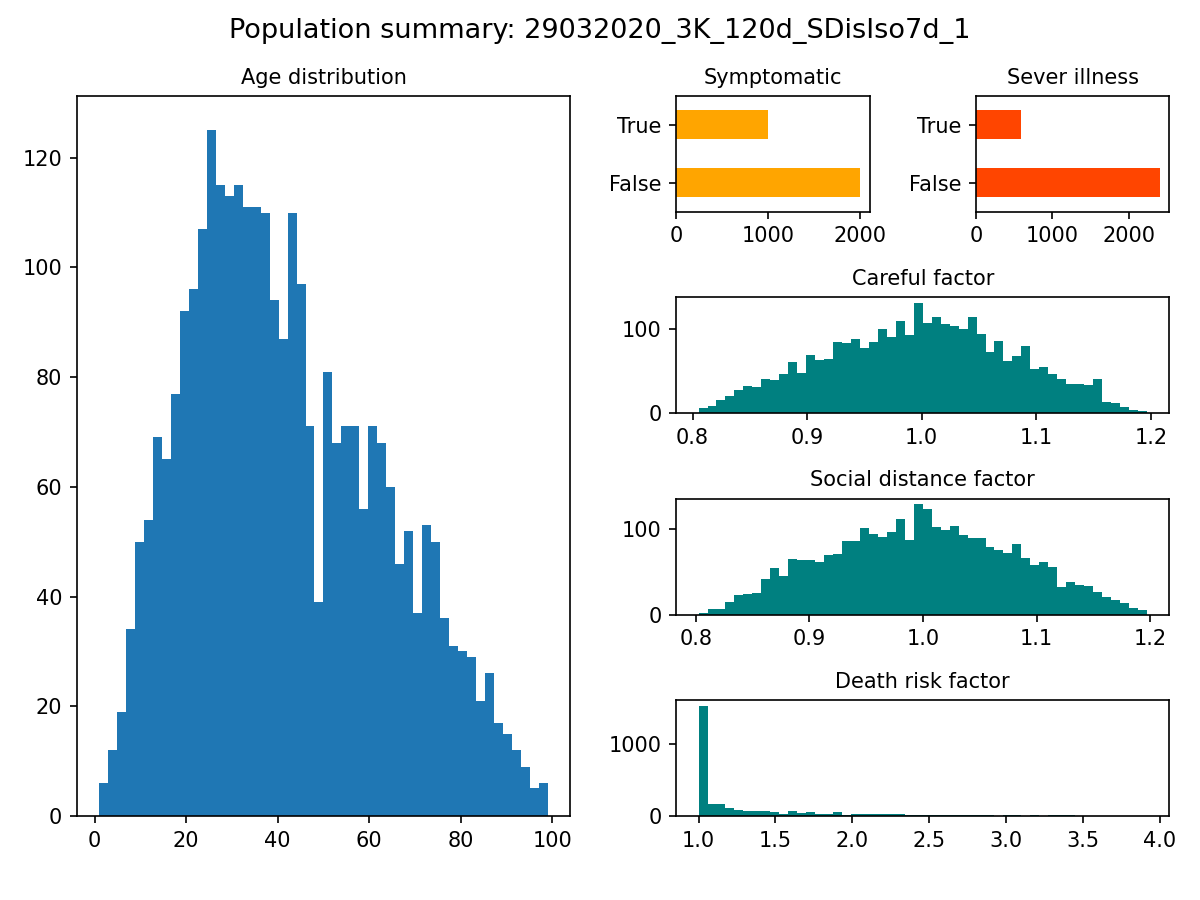 Population summary: 29032020_3K_120d_SDisIso7d_1
Age distribution
120
100
80
60
40
20
0
0 20 40 60 80 100
Symptomatic
True
False
0 1000 2000
Sever illness
True
False
0 1000 2000
Careful factor
100
0
0.8 0.9 1.0 1.1 1.2
Social distance factor
100
0
0.8 0.9 1.0 1.1 1.2
Death risk factor
1000
0
1.0 1.5 2.0 2.5 3.0 3.5 4.0